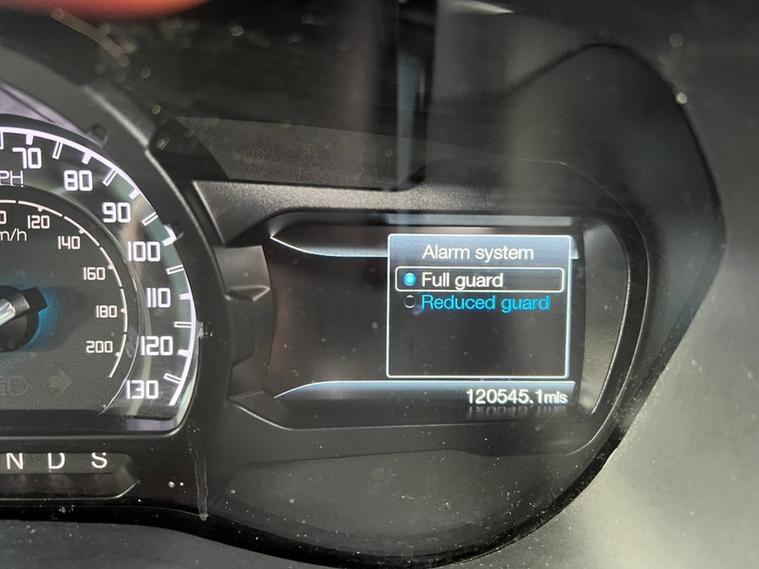 70
PH
80
90
100
110
120
130
120
m/h
140
160
180
200
N D S
Alarm system
Full guard
Reduced guard
120545.1mls